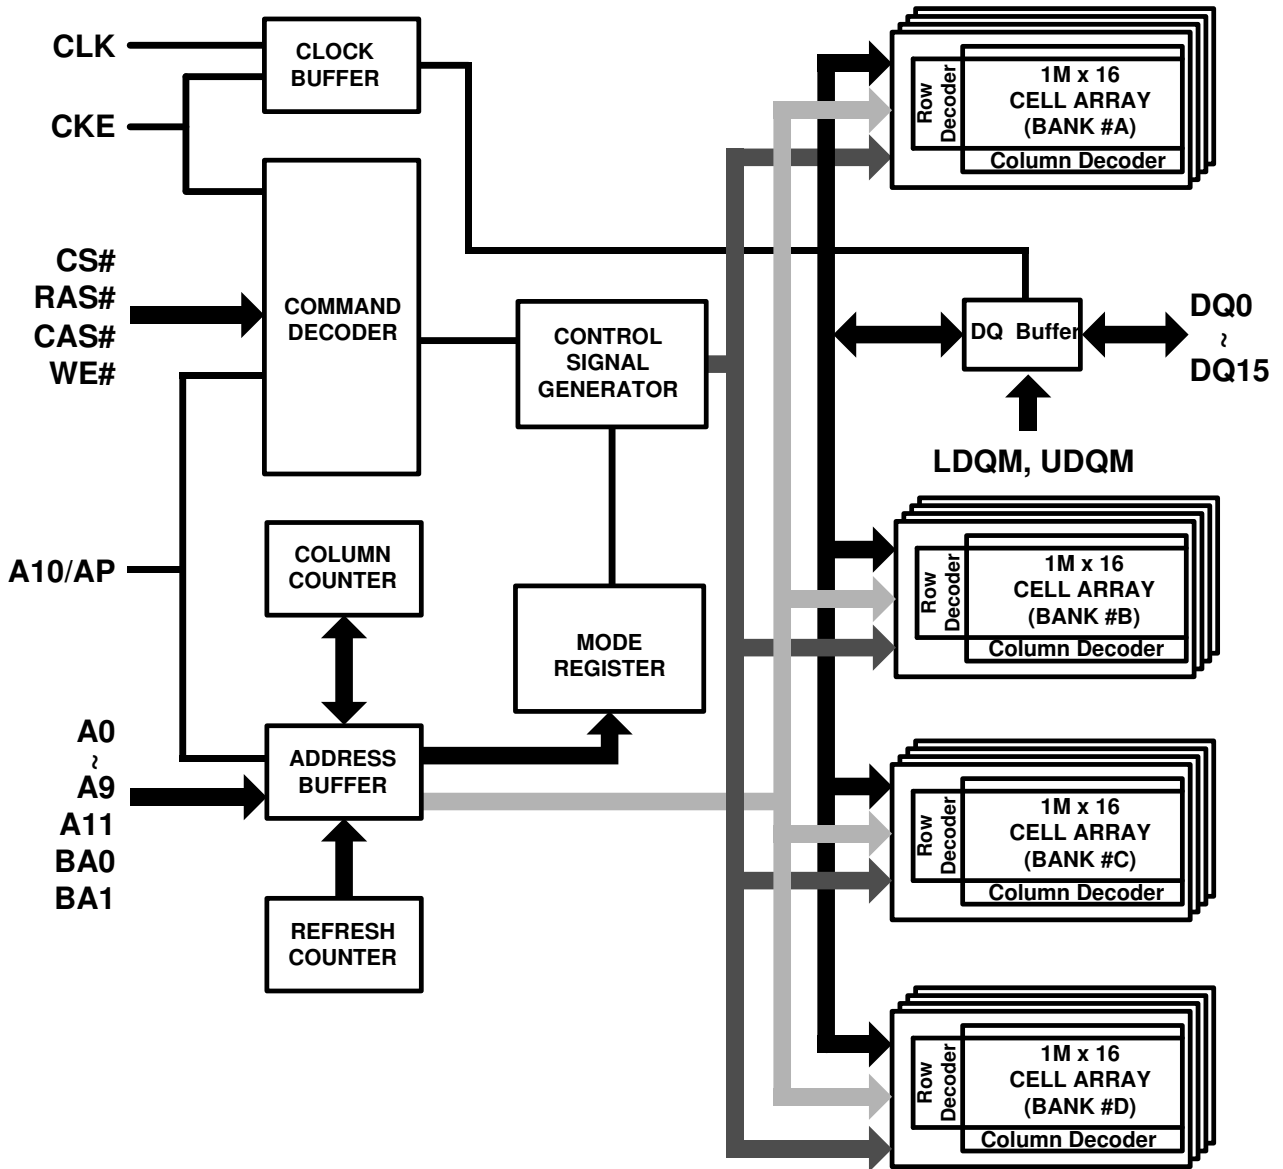 CLK
CKE
CS#
RAS#
CAS#
WE#
A10/AP
A0
~
A9
A11
BA0
BA1
CLOCK
BUFFER
COMMAND
DECODER
COLUMN
COUNTER
ADDRESS
BUFFER
REFRESH
COUNTER
CONTROL
SIGNAL
GENERATOR
MODE
REGISTER
Row
Decoder
1M x 16
CELL ARRAY
(BANK #A)
Column Decoder
DQ Buffer
DQ0
~
DQ15
LDQM, UDQM
Row
Decoder
1M x 16
CELL ARRAY
(BANK #B)
Column Decoder
Row
Decoder
1M x 16
CELL ARRAY
(BANK #C)
Column Decoder
Row
Decoder
1M x 16
CELL ARRAY
(BANK #D)
Column Decoder